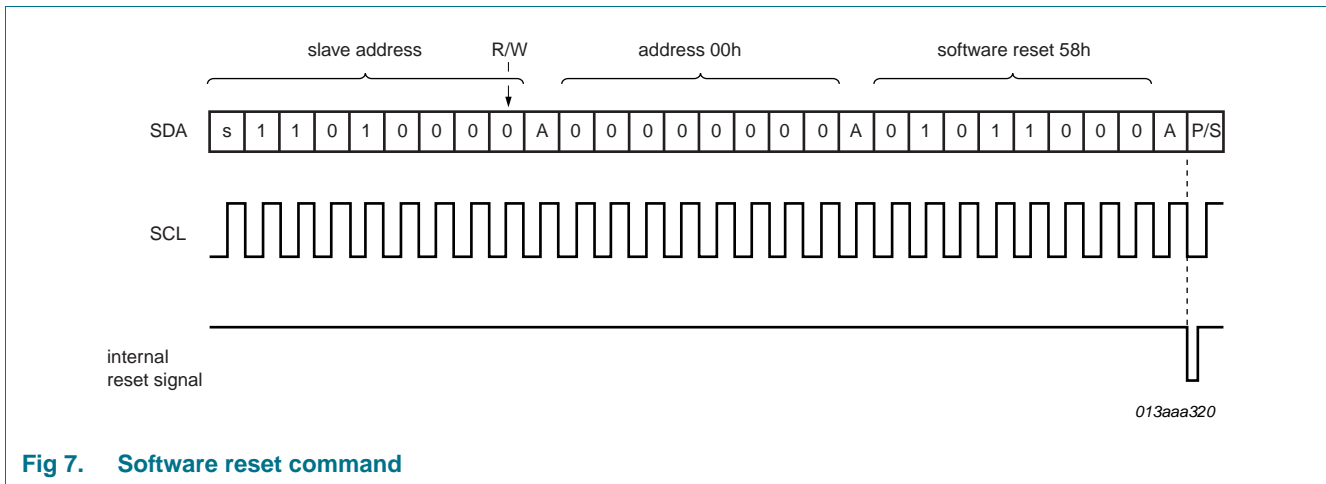 slave address R/W address 00h software reset 58h
SDA s 1 1 0 1 0 0 0 0 A 0 0 0 0 0 0 0 0 A 0 1 0 1 1 0 0 0 A P/S
SCL
internal
reset signal
013aaa320
Fig 7. Software reset command